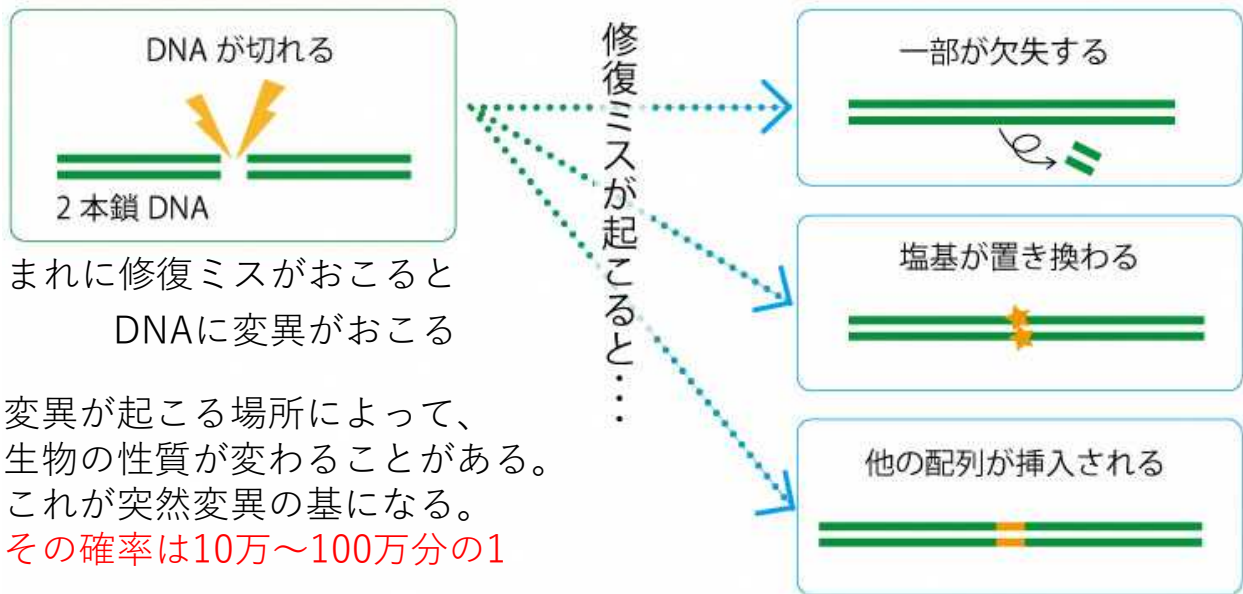 DNA が切れる
2 本鎖 DNA
まれに修復ミスがおこると
DNAに変異がおこる
変異が起こる場所によって、
生物の性質が変わることがある。
これが突然変異の基になる。
その確率は10万～100万分の1
修復ミスが起こると・・・
一部が欠失する
塩基が置き換わる
他の配列が挿入される